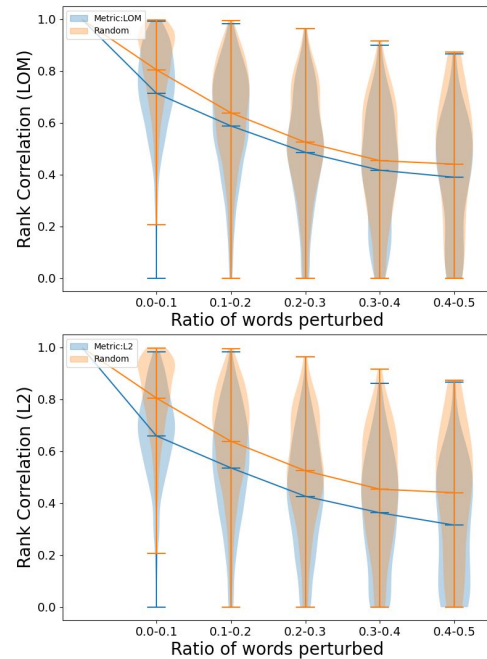 Rank Correlation (LOM)
1.0
0.8
0.6
0.4
0.2
0.0
Metric:LOM
Random
0.0-0.1 0.1-0.2 0.2-0.3 0.3-0.4 0.4-0.5
Ratio of words perturbed
Rank Correlation (L2)
1.0
0.8
0.6
0.4
0.2
0.0
Metric:L2
Random
0.0-0.1 0.1-0.2 0.2-0.3 0.3-0.4 0.4-0.5
Ratio of words perturbed